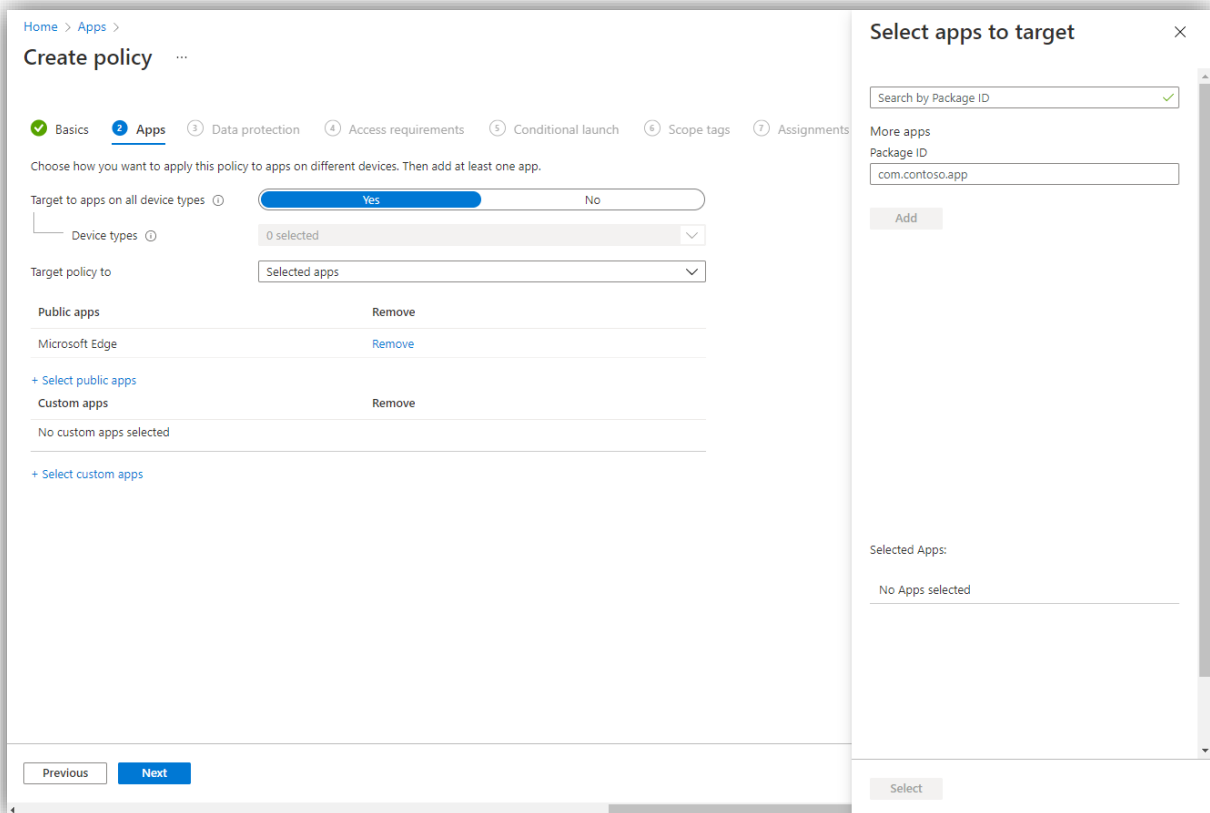 Home > Apps >
Create policy ...
Basics 2 Apps 3 Data protection 4 Access requirements 5 Conditional launch 6 Scope tags 7 Assignments
Choose how you want to apply this policy to apps on different devices. Then add at least one app.
Target to apps on all device types Yes No
Device types 0 selected
Target policy to Selected apps
Public apps Remove
Microsoft Edge Remove
+ Select public apps
Custom apps Remove
No custom apps selected
+ Select custom apps
Previous Next
Select apps to target
Search by Package ID
More apps
Package ID
com.contoso.app
Add
Selected Apps:
No Apps selected
Select